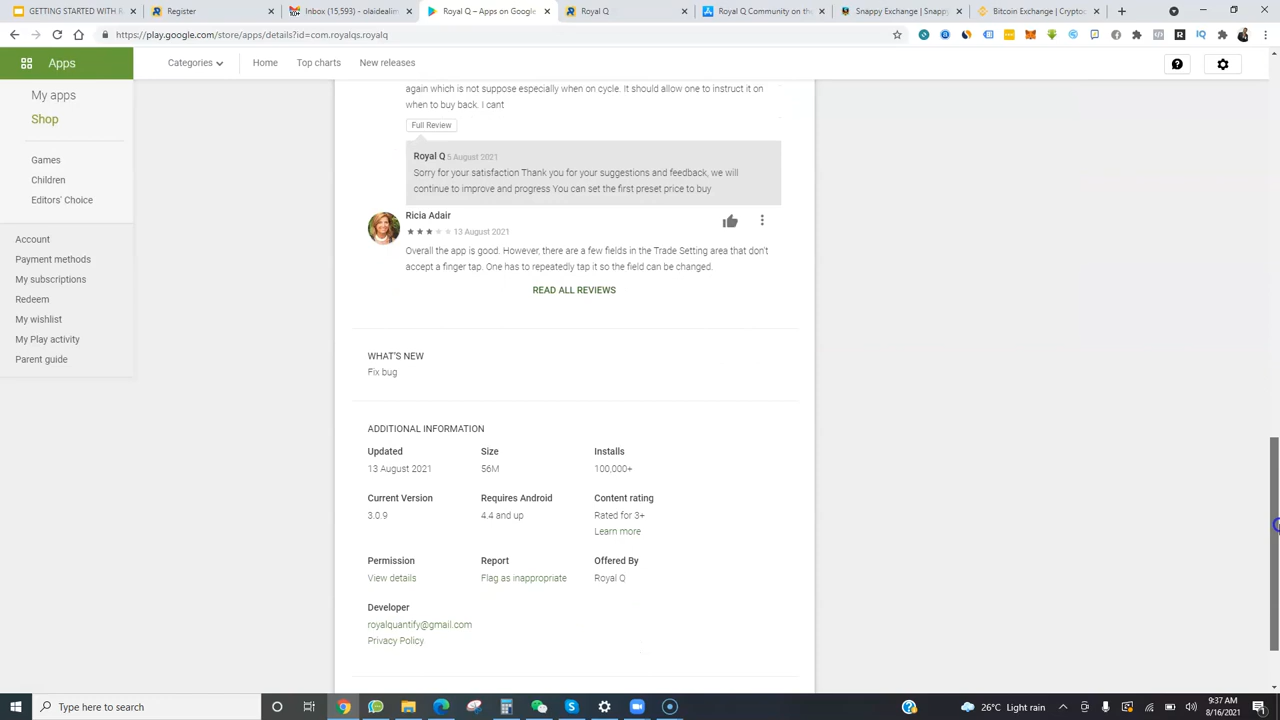 GETTING STARTED WITH R
Register
Inbox (15,593) - olaideolam
Royal Q – Apps on Google
Royal Q
Royal Q Community on th
Snappy Exchange | Snappy
Bitcoin Exchange | Cryptoc
play.google.com/store/apps/details?id=com.royalqs.royalq
Apps
Categories
Home
Top charts
New releases
My apps
Shop
Games
Children
Editors' Choice
Account
Payment methods
My subscriptions
Redeem
My wishlist
My Play activity
Parent guide
again which is not suppose especially when on cycle. It should allow one to instruct it on
when to buy back. I cant
Full Review
Royal Q 5 August 2021
Sorry for your satisfaction Thank you for your suggestions and feedback, we will
continue to improve and progress You can set the first preset price to buy
Ricia Adair
13 August 2021
Overall the app is good. However, there are a few fields in the Trade Setting area that don't
accept a finger tap. One has to repeatedly tap it so the field can be changed.
READ ALL REVIEWS
WHAT'S NEW
Fix bug
ADDITIONAL INFORMATION
Updated
Size
Installs
13 August 2021
56M
100,000+
Current Version
Requires Android
Content rating
3.0.9
4.4 and up
Rated for 3+
Learn more
Permission
Report
Offered By
View details
Flag as inappropriate
Royal Q
Developer
royalquantify@gmail.com
Privacy Policy
Type here to search
26°C Light rain
9:37 AM
8/16/2021